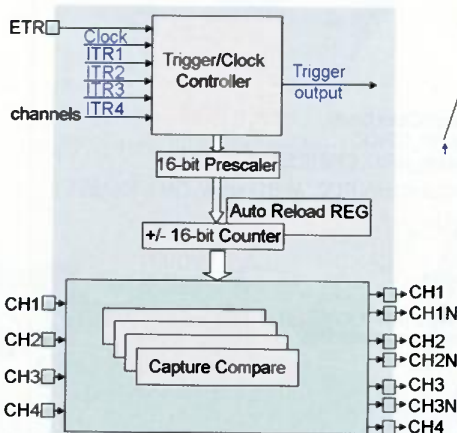 ETR
Clock
ITR1
ITR2
ITR3
channels ITR4
Trigger/Clock
Controller
Trigger
output
16-bit Prescaler
Auto Reload REG
+/- 16-bit Counter
CH1
CH2
CH3
CH4
Capture Compare
CH1
CH1N
CH2
CH2N
CH3
CH3N
CH4